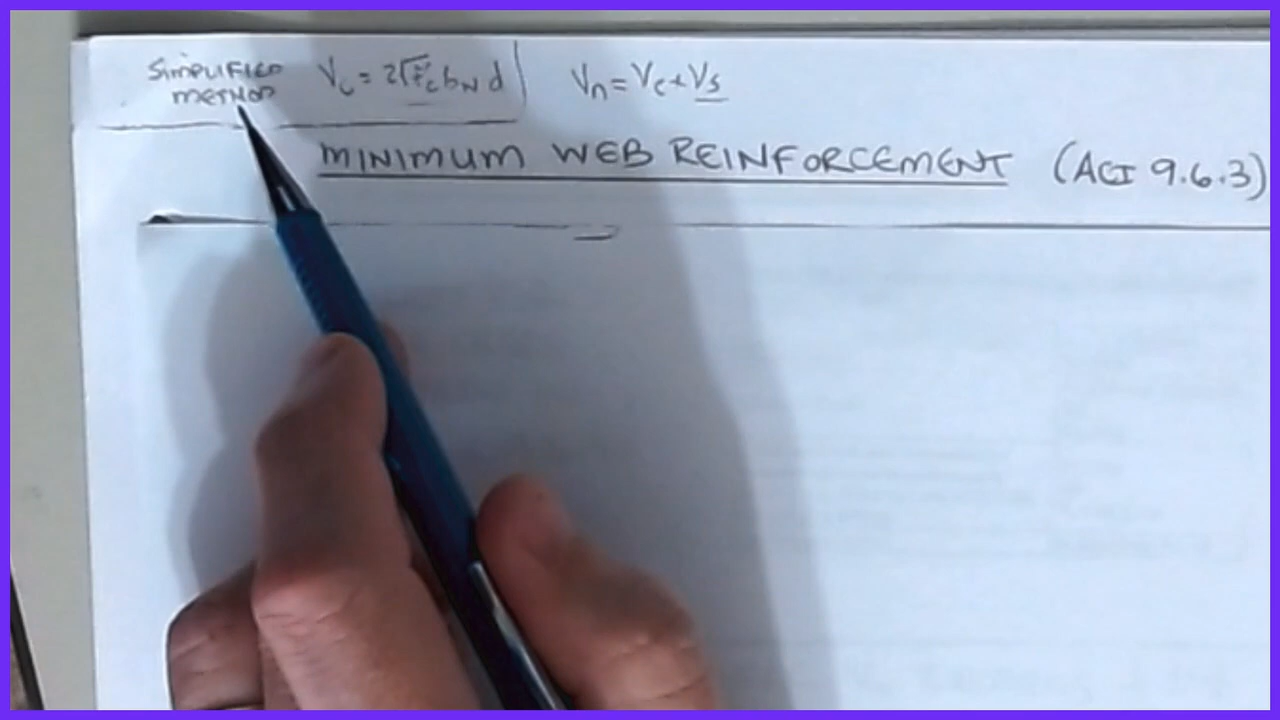 SIMPLIFIED METHOD Vc = 2√f'c bw d Vn = Vc + Vs
MINIMUM WEB REINFORCEMENT (ACI 9.6.3)